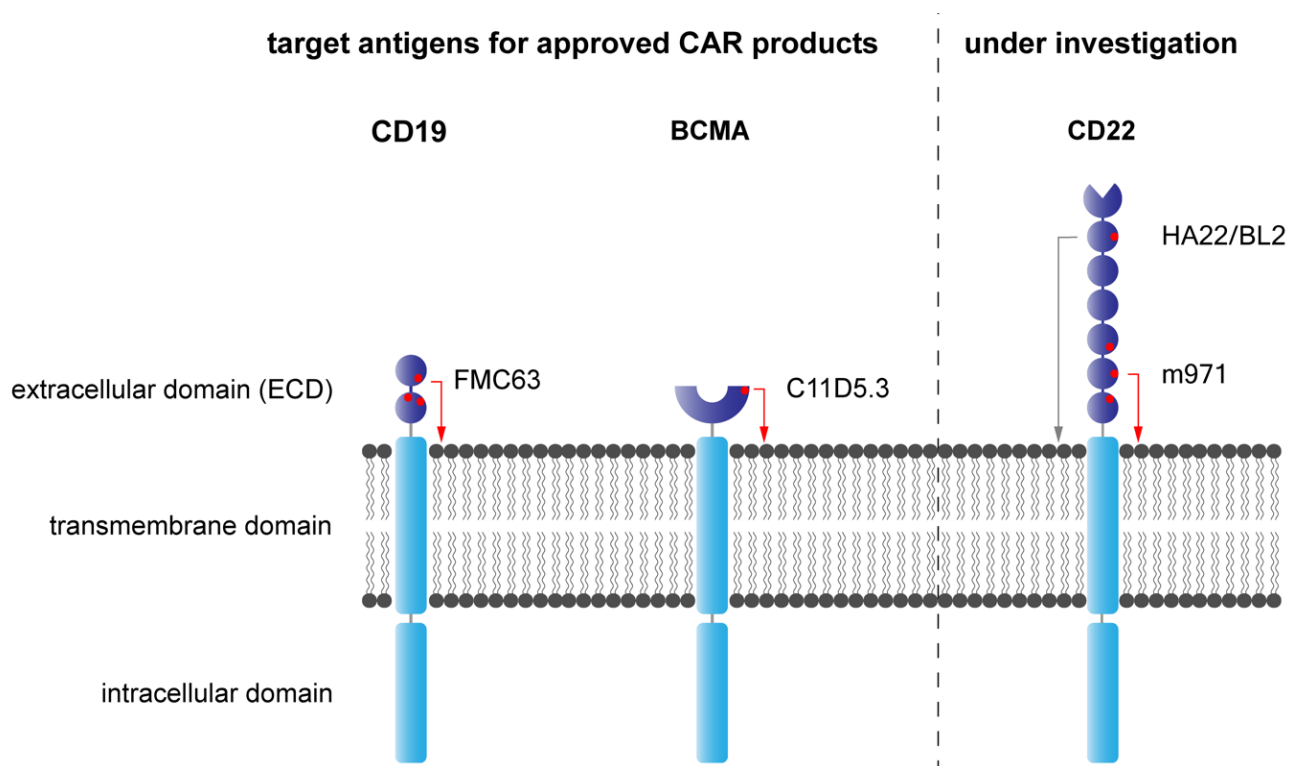 target antigens for approved CAR products
under investigation
CD19
BCMA
CD22
HA22/BL2
extracellular domain (ECD)
FMC63
C11D5.3
m971
transmembrane domain
intracellular domain